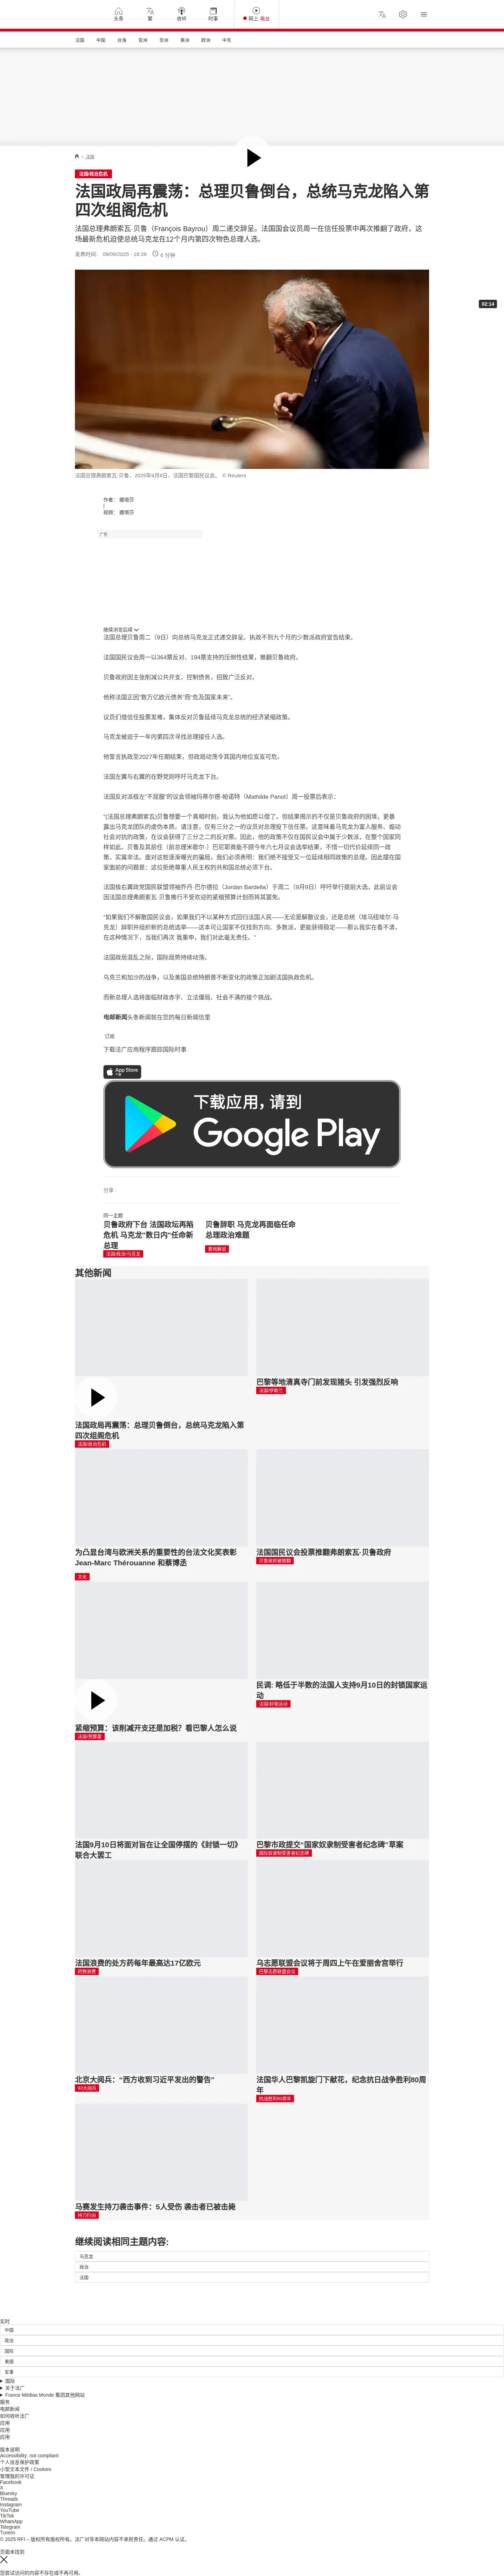 头条
繁
收听
时事
网上 电台
法国
中国
台海
亚洲
非洲
美洲
欧洲
中东
/ 法国
法国/政治危机
法国政局再震荡：总理贝鲁倒台，总统马克龙陷入第
四次组阁危机
法国总理弗朗索瓦·贝鲁（François Bayrou）周二递交辞呈。法国国会议员周一在信任投票中再次推翻了政府，这
场最新危机迫使总统马克龙在12个月内第四次物色总理人选。
发表时间： 09/09/2025 - 16:28
6 分钟
02:14
法国总理弗朗索瓦·贝鲁，2025年9月8日，法国巴黎国民议会。 © Reuters
作者： 娜塔莎
|
视频： 娜塔莎
广告
继续浏览后续
法国总理贝鲁周二（9日）向总统马克龙正式递交辞呈，执政不到九个月的少数派政府宣告结束。
法国国民议会周一以364票反对、194票支持的压倒性结果，推翻贝鲁政府。
贝鲁政府因主张削减公共开支、控制债务，招致广泛反对。
他称法国正因“数万亿欧元债务”而“危及国家未来”。
议员们借信任投票发难，集体反对贝鲁延续马克龙总统的经济紧缩政策。
马克龙被迫于一年内第四次寻找总理接任人选。
他誓言执政至2027年任期结束，但政局动荡令其国内地位岌岌可危。
法国左翼与右翼的在野党则呼吁马克龙下台。
法国反对派极左“不屈服”的议会领袖玛蒂尔德-帕诺特（Mathilde Panot）周一投票后表示：
“(法国总理弗朗索瓦)贝鲁想要一个真相时刻，我认为他如愿以偿了。但结果揭示的不仅是贝鲁政府的困境，更暴
露出马克龙团队的虚伪本质。请注意，仅有三分之一的议员对总理投下信任票。这意味着马克龙为富人服务、煽动
社会对抗的政策，在议会获得了三分之二的反对票。因此，他的政策不仅在国民议会中属于少数派，在整个国家同
样如此。贝鲁及其前任（前总理米歇尔·）巴尼耶竟能不顾今年六七月议会选举结果，不惜一切代价延续同一政
策，实属非法。面对这桩逐渐曝光的骗局，我们必须表明；我们绝不接受又一位延续相同政策的总理。因此摆在国
家面前的问题是：这位拒绝尊重人民主权的共和国总统必须下台。
法国极右翼政党国民联盟领袖乔丹·巴尔德拉（Jordan Bardella）于周二（9月9日）呼吁举行提前大选。此前议会
因法国总理弗朗索瓦·贝鲁推行不受欢迎的紧缩预算计划而将其罢免。
“如果我们不解散国民议会，如果我们不以某种方式回归法国人民——无论是解散议会，还是总统（埃马纽埃尔·马
克龙）辞职并组织新的总统选举——这本可让国家不仅找到方向、多数派，更能获得稳定——那么我实在看不清，
在这种情况下，当我们再次 我重申，我们对此毫无责任。”
法国政局混乱之际，国际局势持续动荡。
乌克兰和加沙的战争，以及美国总统特朗普不断变化的政策正加剧法国执政危机。
而新总理人选将面临财政赤字、立法僵局、社会不满的接个挑战。
电邮新闻头条新闻就在您的每日新闻信里
订阅
下载法广应用程序跟踪国际时事
App Store
下载
下载应用，请到
Google Play
分享 :
同一主题
贝鲁政府下台 法国政坛再陷
危机 马克龙“数日内”任命新
总理
法国/政治/马克龙
贝鲁辞职 马克龙再面临任命
总理政治难题
要闻解说
其他新闻
法国政局再震荡：总理贝鲁倒台，总统马克龙陷入第
四次组阁危机
法国/政治危机
巴黎等地清真寺门前发现猪头 引发强烈反响
法国/伊斯兰
为凸显台湾与欧洲关系的重要性的台法文化奖表彰
Jean-Marc Thérouanne 和蔡博丞
文化
法国国民议会投票推翻弗朗索瓦·贝鲁政府
贝鲁政府被推翻
紧缩预算：该削减开支还是加税？看巴黎人怎么说
法国/预算案
民调: 略低于半数的法国人支持9月10日的封锁国家运
动
法国/封锁运动
法国9月10日将面对旨在让全国停摆的《封锁一切》
联合大罢工
巴黎市政提交“国家奴隶制受害者纪念碑”草案
国际奴隶制受害者纪念碑
法国浪费的处方药每年最高达17亿欧元
药物浪费
乌志愿联盟会议将于周四上午在爱丽舍宫举行
巴黎志愿联盟会议
北京大阅兵：“西方收到习近平发出的警告”
93大阅兵
法国华人巴黎凯旋门下献花，纪念抗日战争胜利80周
年
抗战胜利80周年
马赛发生持刀袭击事件：5人受伤 袭击者已被击毙
持刀行凶
继续阅读相同主题内容:
马克龙
政治
法国
实时
中国
政治
国际
美国
军事
国际
关于法广
France Médias Monde 集团其他网站
服务
电邮新闻
如何收听法广
应用
应用
应用
版本说明
Accessibility: not compliant
个人信息保护政策
小型文本文件 / Cookies
管理我的许可证
Facebook
X
Bluesky
Threads
Instagram
YouTube
TikTok
WhatsApp
Telegram
TuneIn
© 2025 RFI – 版权所有版权所有。法广对非本网站内容不承担责任。通过 ACPM 认证。
页面未找到
您尝试访问的内容不存在或不再可用。